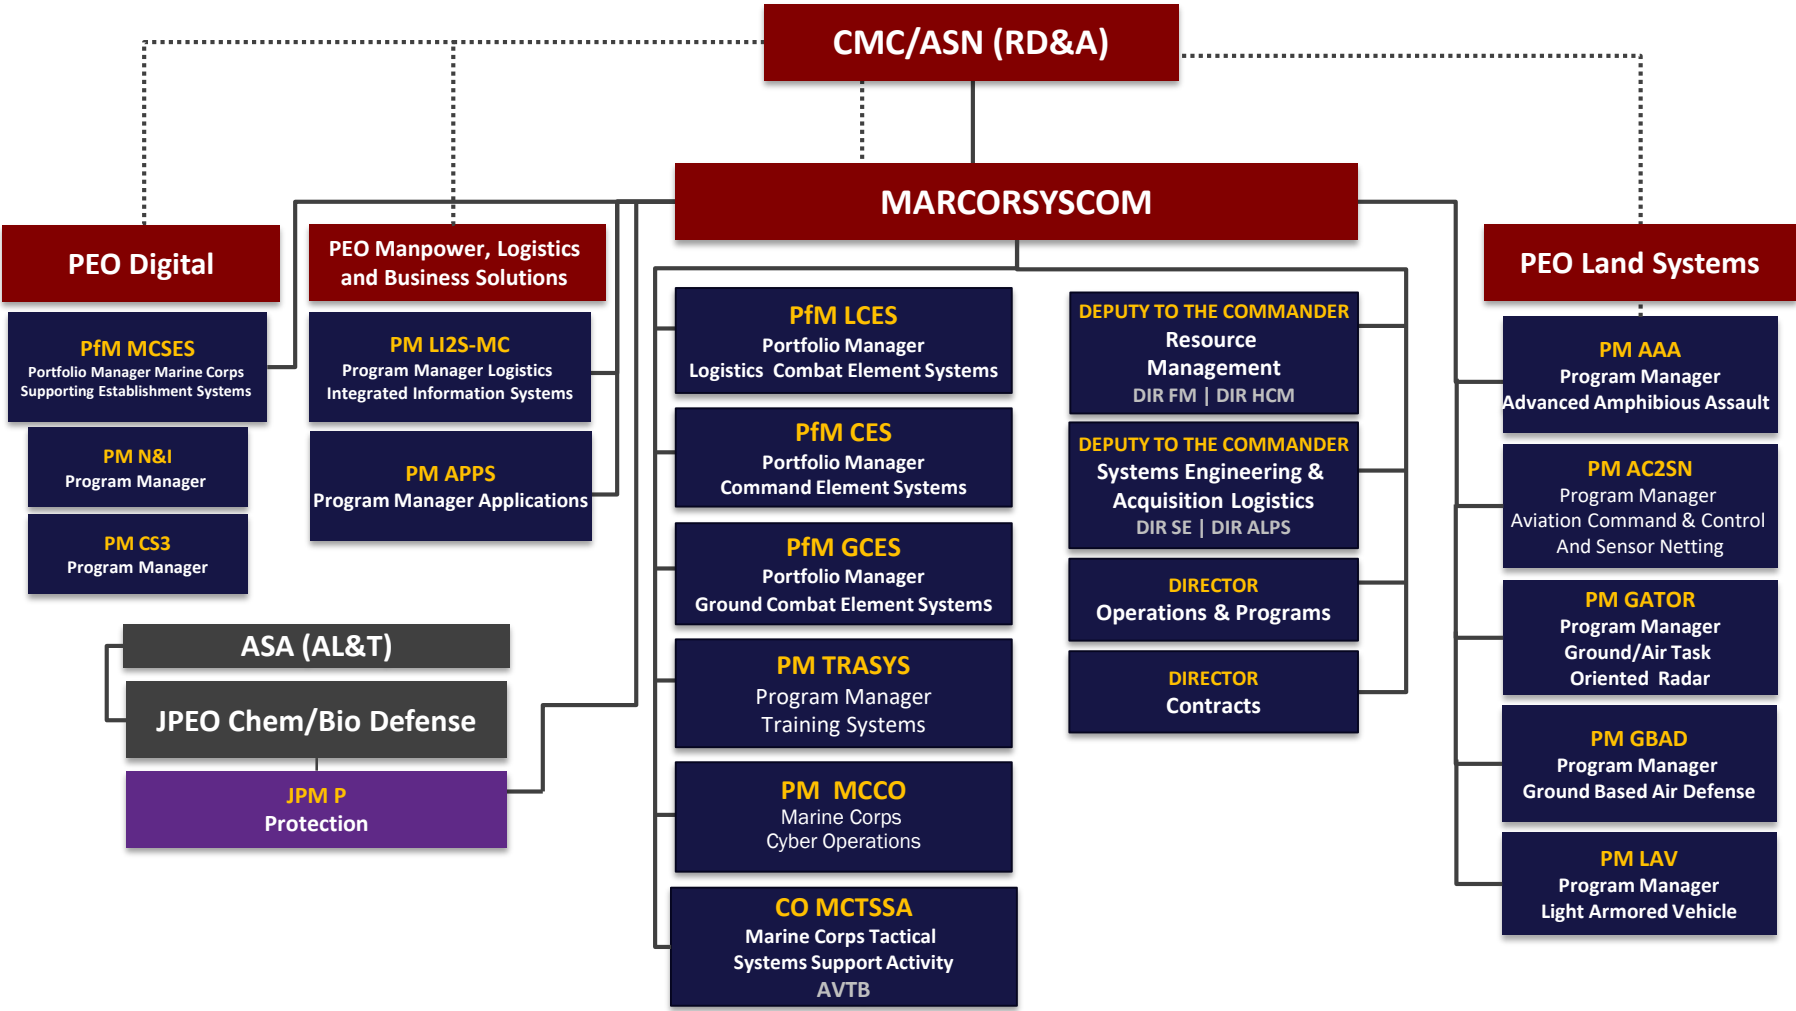 CMC/ASN (RD&A)
MARCORSYSCOM
PEO Digital
PfM MCSES
Portfolio Manager Marine Corps
Supporting Establishment Systems
PM N&I
Program Manager
PM CS3
Program Manager
PEO Manpower, Logistics
and Business Solutions
PM LI2S-MC
Program Manager Logistics
Integrated Information Systems
PM APPS
Program Manager Applications
ASA (AL&T)
JPEO Chem/Bio Defense
JPM P
Protection
PfM LCES
Portfolio Manager
Logistics Combat Element Systems
PfM CES
Portfolio Manager
Command Element Systems
PfM GCES
Portfolio Manager
Ground Combat Element Systems
PM TRASYS
Program Manager
Training Systems
PM MCCO
Marine Corps
Cyber Operations
CO MCTSSA
Marine Corps Tactical
Systems Support Activity
AVTB
DEPUTY TO THE COMMANDER
Resource
Management
DIR FM | DIR HCM
DEPUTY TO THE COMMANDER
Systems Engineering &
Acquisition Logistics
DIR SE | DIR ALPS
DIRECTOR
Operations & Programs
DIRECTOR
Contracts
PEO Land Systems
PM AAA
Program Manager
Advanced Amphibious Assault
PM AC2SN
Program Manager
Aviation Command & Control
And Sensor Netting
PM GATOR
Program Manager
Ground/Air Task
Oriented Radar
PM GBAD
Program Manager
Ground Based Air Defense
PM LAV
Program Manager
Light Armored Vehicle